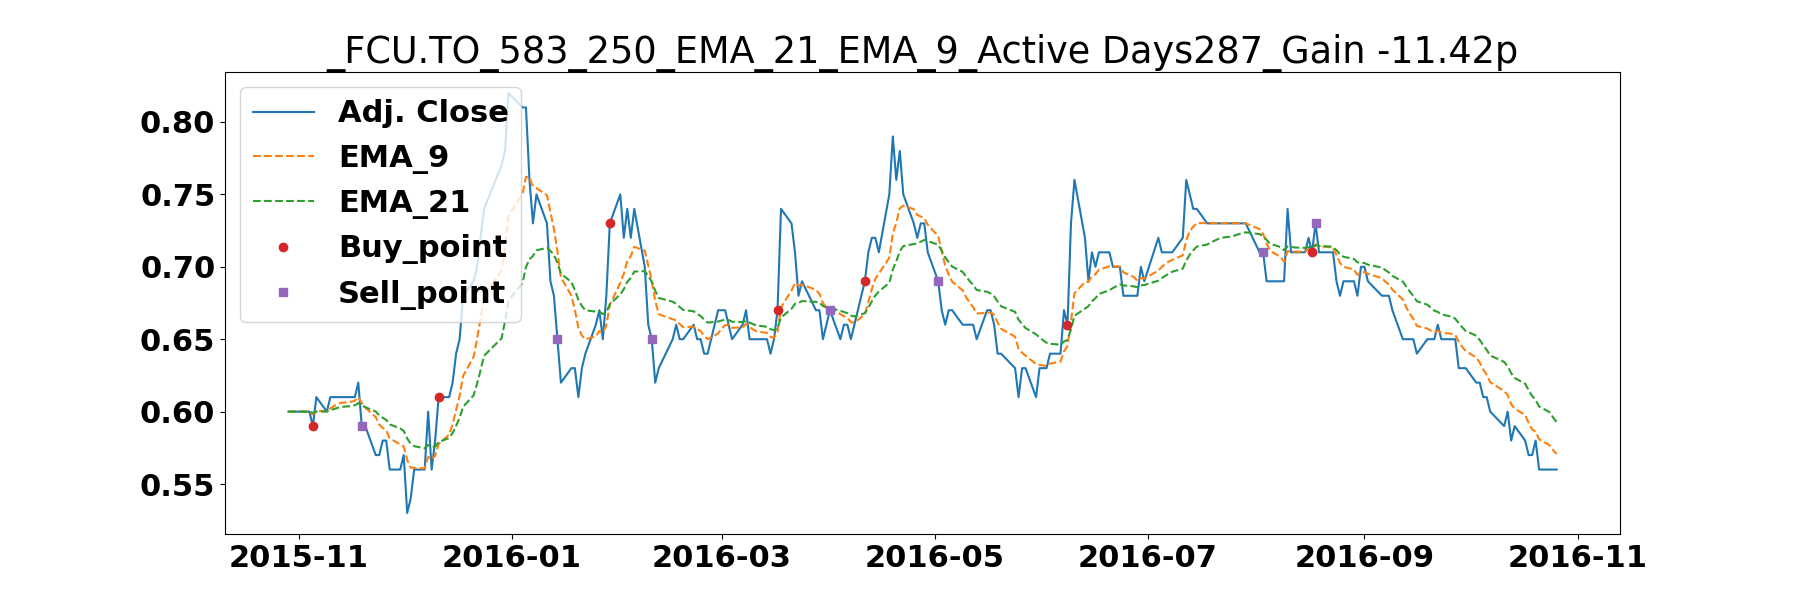 _FCU.TO_583_250_EMA_21_EMA_9_Active Days287_Gain -11.42p
Adj. Close
EMA_9
EMA_21
Buy_point
Sell_point
0.80
0.75
0.70
0.65
0.60
0.55
2015-11 2016-01 2016-03 2016-05 2016-07 2016-09 2016-11